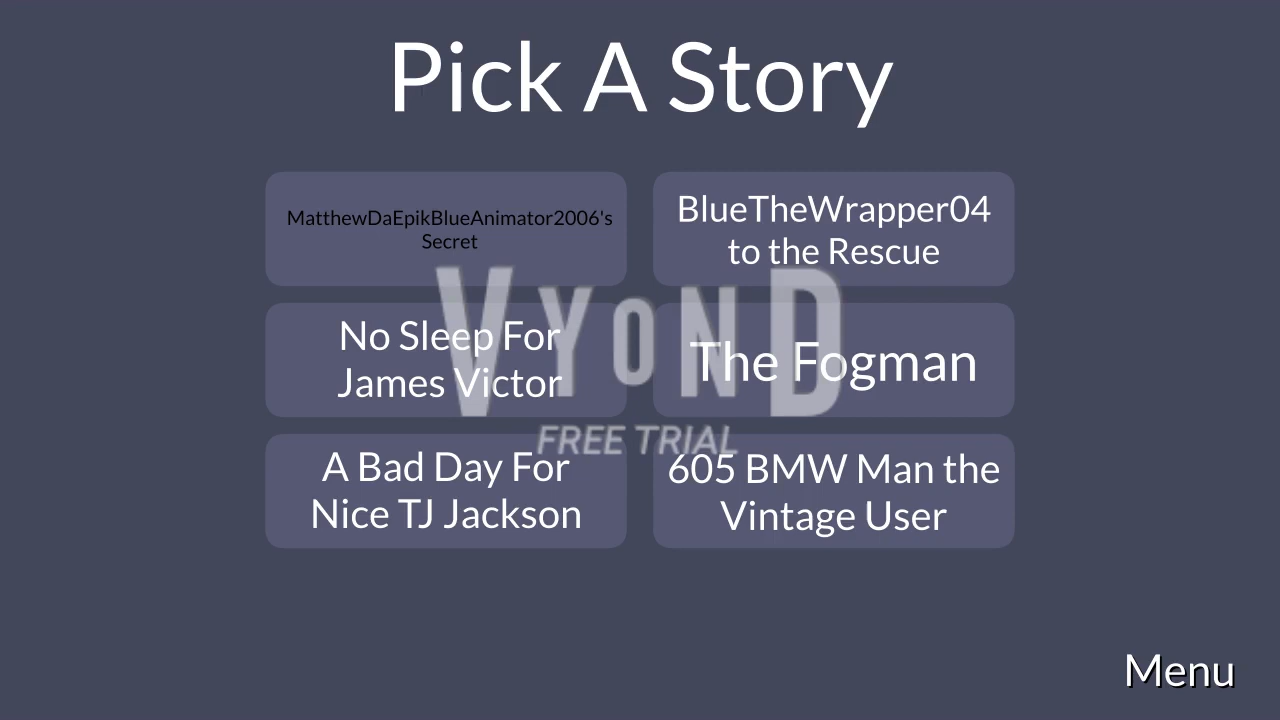 Pick A Story
MatthewDaEpikBlueAnimator2006's
Secret
BlueTheWrapper04
to the Rescue
No Sleep For
James Victor
The Fogman
VYOND
FREE TRIAL
A Bad Day For
Nice TJ Jackson
605 BMW Man the
Vintage User
Menu